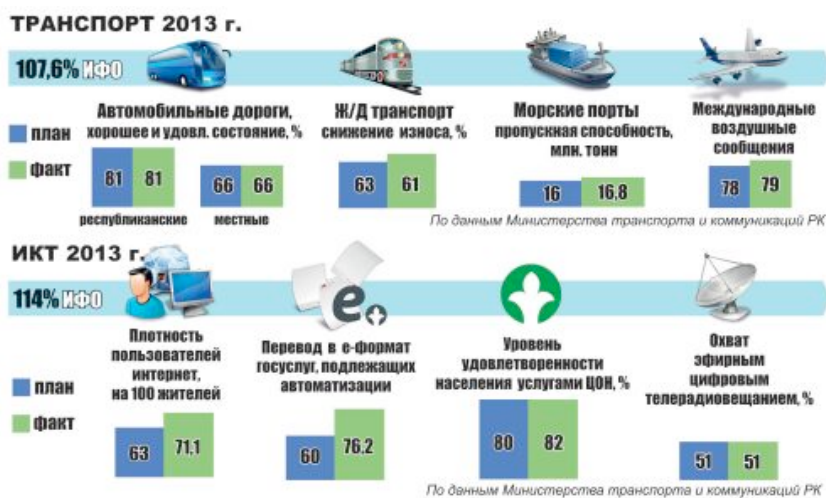 ТРАНСПОРТ 2013 г.
107,6% ИФО
Автомобильные дороги,
хорошее и удовл. состояние, %
Ж/Д транспорт
снижение износа, %
Морские порты
пропускная способность,
млн. тонн
Международные
воздушные
сообщения
план
факт
81 81
республиканские
66 66
местные
63 61
16 16,8
78 79
По данным Министерства транспорта и коммуникаций РК
ИКТ 2013 г.
114% ИФО
Плотность
пользователей
интернет,
на 100 жителей
Перевод в е-формат
госуслуг, подлежащих
автоматизации
Уровень
удовлетворенности
населения услугами ЦОН, %
Охват
эфирным
цифровым
телерадиовещанием, %
e
план
факт
63 71,1
60 76,2
80 82
51 51
По данным Министерства транспорта и коммуникаций РК